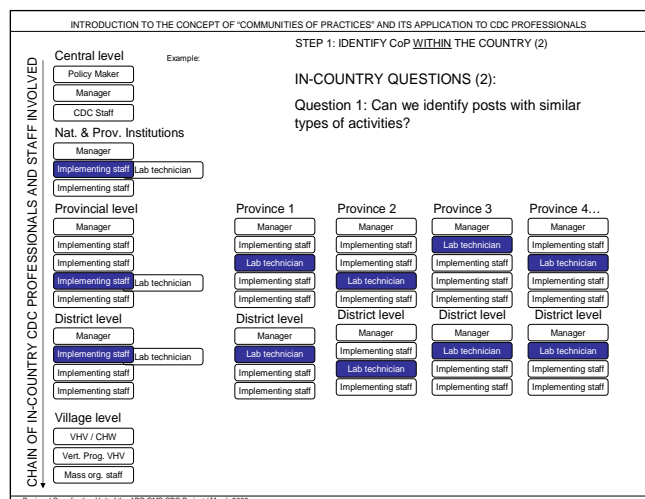 INTRODUCTION TO THE CONCEPT OF “COMMUNITIES OF PRACTICES” AND ITS APPLICATION TO CDC PROFESSIONALS
STEP 1: IDENTIFY CoP WITHIN THE COUNTRY (2)
IN-COUNTRY QUESTIONS (2):
Question 1: Can we identify posts with similar
types of activities?
CHAIN OF IN-COUNTRY CDC PROFESSIONALS AND STAFF INVOLVED
Central level
Example:
Policy Maker
Manager
CDC Staff
Nat. & Prov. Institutions
Manager
Implementing staff
Lab technician
Implementing staff
Provincial level
Manager
Implementing staff
Implementing staff
Implementing staff
Lab technician
Implementing staff
District level
Manager
Implementing staff
Lab technician
Implementing staff
Implementing staff
Village level
VHV / CHW
Vert. Prog. VHV
Mass org. staff
Province 1
Manager
Implementing staff
Lab technician
Implementing staff
Implementing staff
District level
Manager
Lab technician
Implementing staff
Implementing staff
Province 2
Manager
Implementing staff
Implementing staff
Lab technician
Implementing staff
District level
Manager
Implementing staff
Lab technician
Implementing staff
Province 3
Manager
Lab technician
Implementing staff
Implementing staff
Implementing staff
District level
Manager
Lab technician
Implementing staff
Implementing staff
Province 4…
Manager
Implementing staff
Lab technician
Implementing staff
Implementing staff
District level
Manager
Lab technician
Implementing staff
Implementing staff